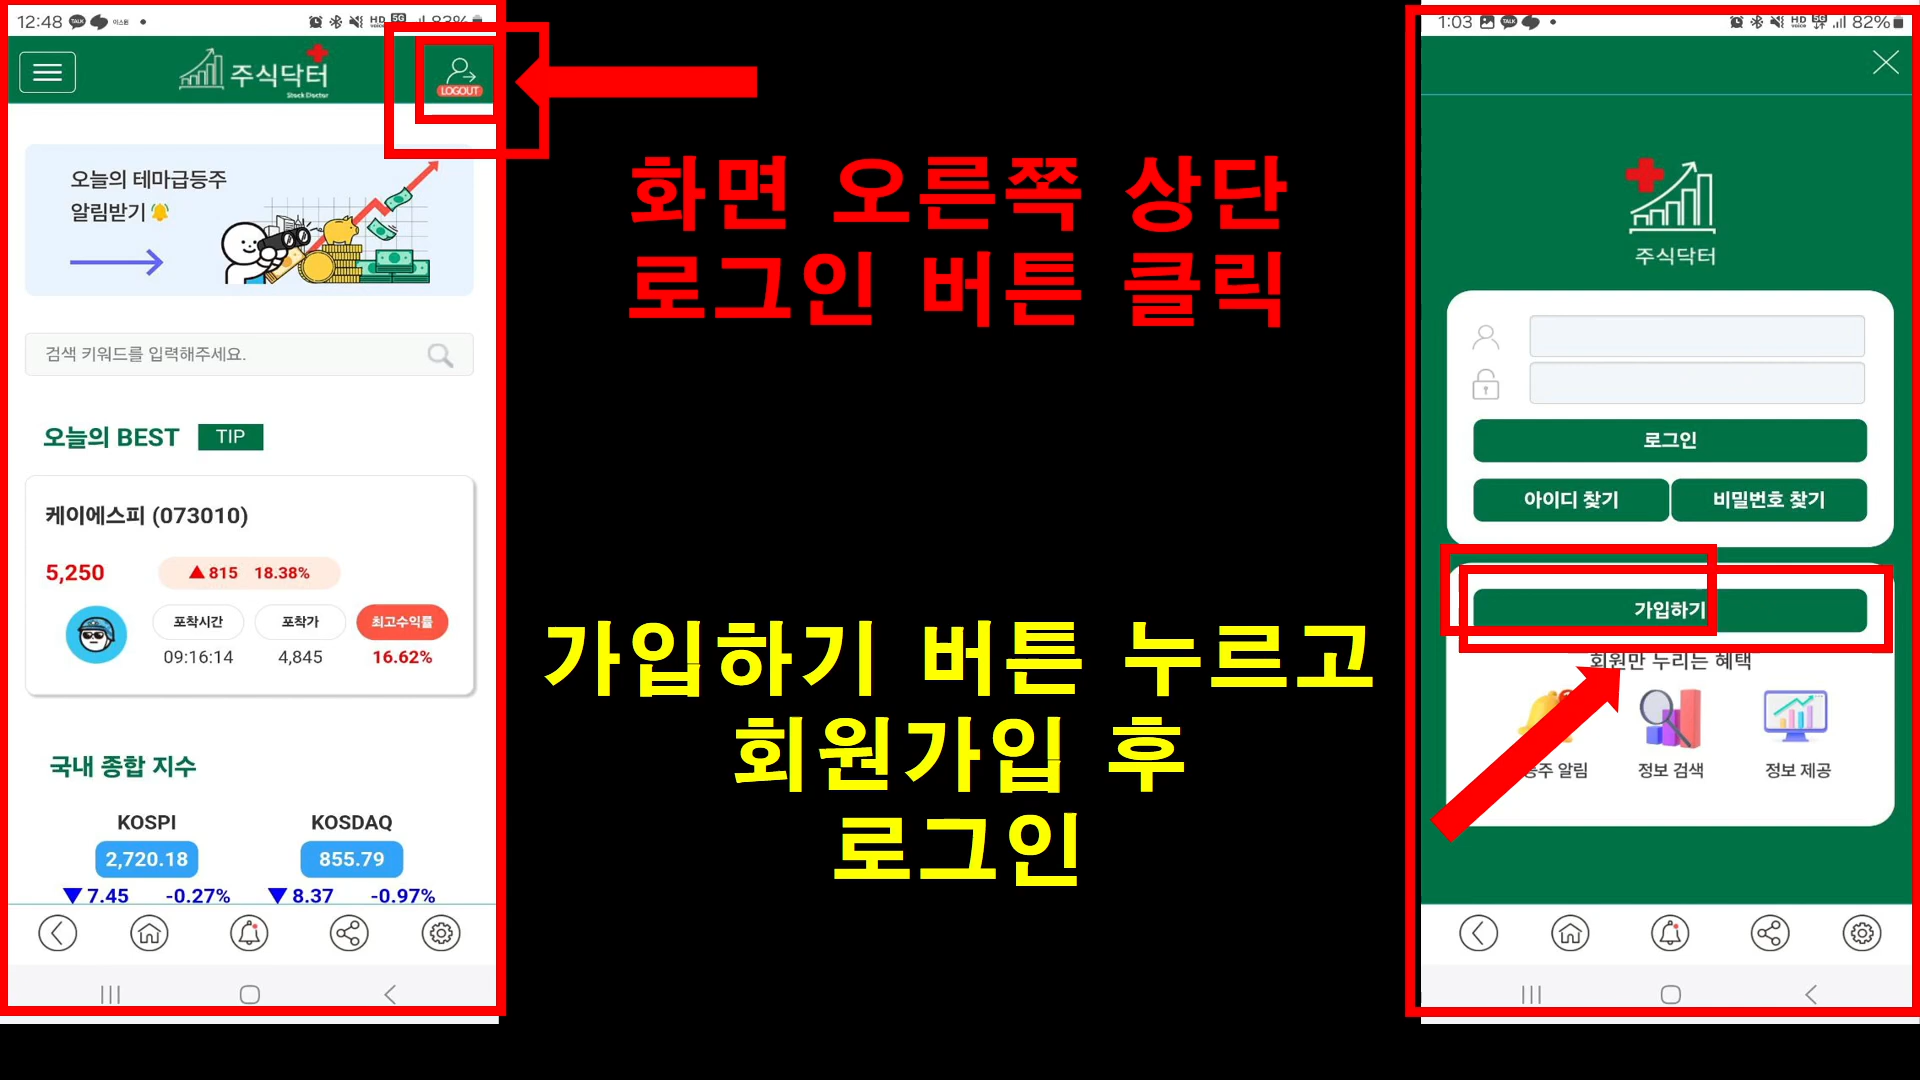 12:48
HD
5G
83%
주식닥터
Stock Doctor
LOGOUT
오늘의 테마급등주
알림받기
검색 키워드를 입력해주세요.
오늘의 BEST TIP
케이에스피 (073010)
5,250 ▲815 18.38%
포착시간 포착가 최고수익률
09:16:14 4,845 16.62%
국내 종합 지수
KOSPI KOSDAQ
2,720.18 855.79
▼7.45 -0.27% ▼8.37 -0.97%
화면 오른쪽 상단
로그인 버튼 클릭
가입하기 버튼 누르고
회원가입 후
로그인
1:03
TALK
HD
5G
82%
주식닥터
로그인
아이디 찾기 비밀번호 찾기
가입하기
회원만 누리는 혜택
주 알림 정보 검색 정보 제공